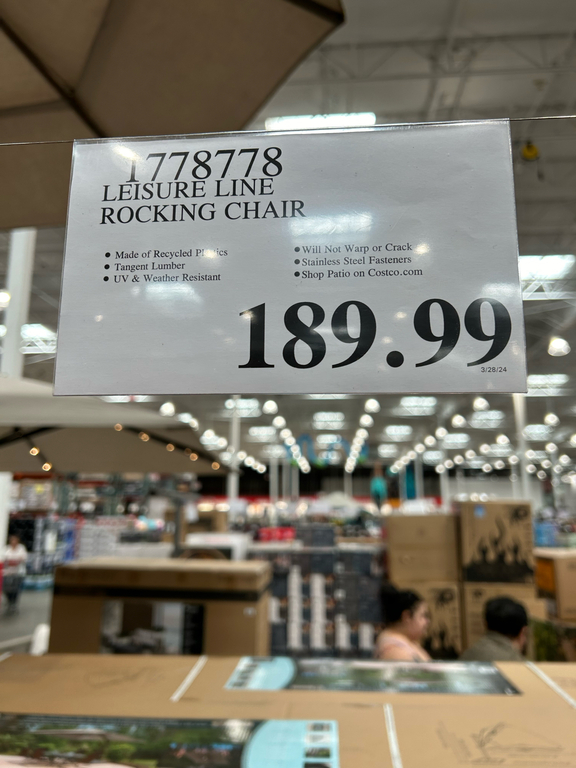 1778778
LEISURE LINE
ROCKING CHAIR
• Made of Recycled Plastics
• Tangent Lumber
• UV & Weather Resistant
• Will Not Warp or Crack
• Stainless Steel Fasteners
• Shop Patio on Costco.com
189.99
3/28/24